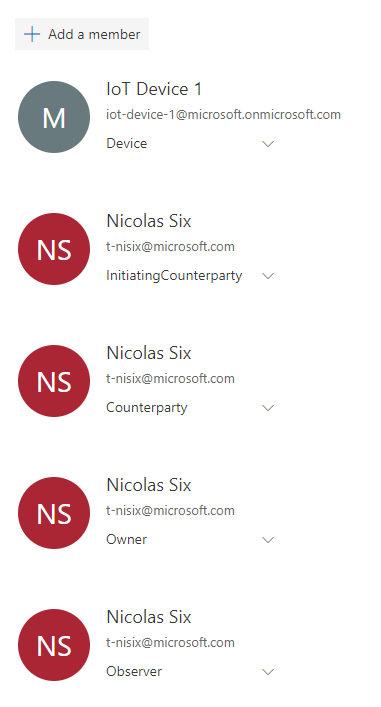 Add a member
M
IoT Device 1
iot-device-1@microsoft.onmicrosoft.com
Device
NS
Nicolas Six
t-nisix@microsoft.com
InitiatingCounterparty
NS
Nicolas Six
t-nisix@microsoft.com
Counterparty
NS
Nicolas Six
t-nisix@microsoft.com
Owner
NS
Nicolas Six
t-nisix@microsoft.com
Observer